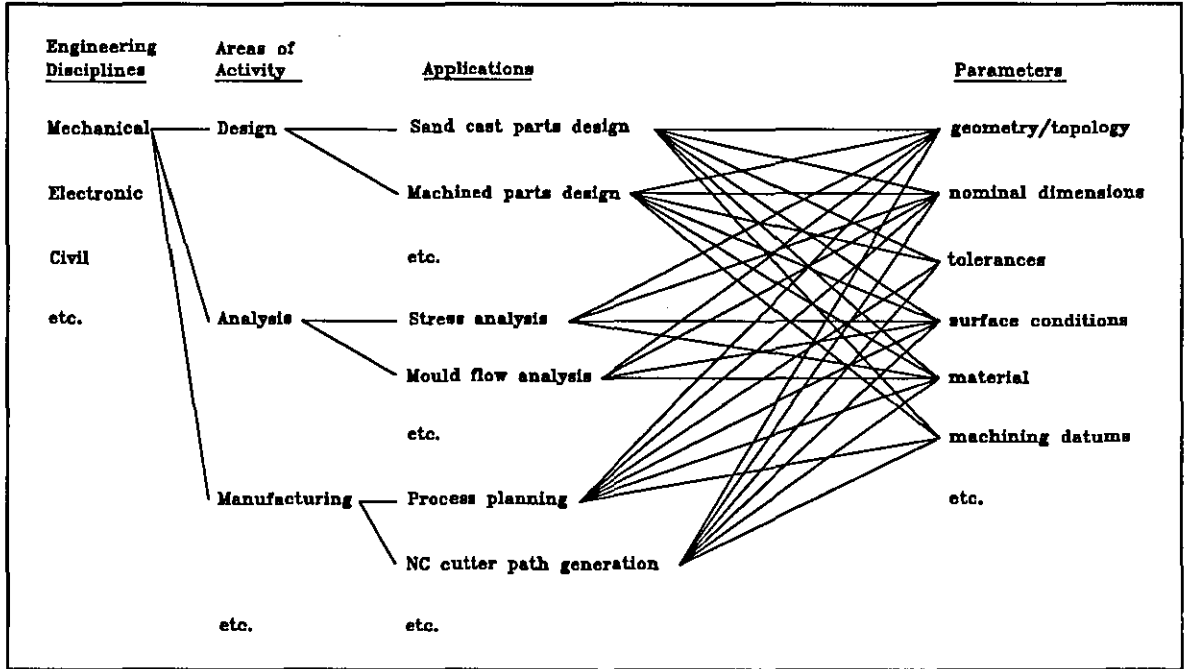 Engineering
Disciplines
Areas of
Activity
Applications
Parameters
Mechanical
Design
Sand cast parts design
geometry/topology
Electronic
Machined parts design
nominal dimensions
Civil
etc.
tolerances
etc.
Analysis
Stress analysis
surface conditions
Mould flow analysis
material
etc.
machining datums
Manufacturing
Process planning
etc.
NC cutter path generation
etc.
etc.